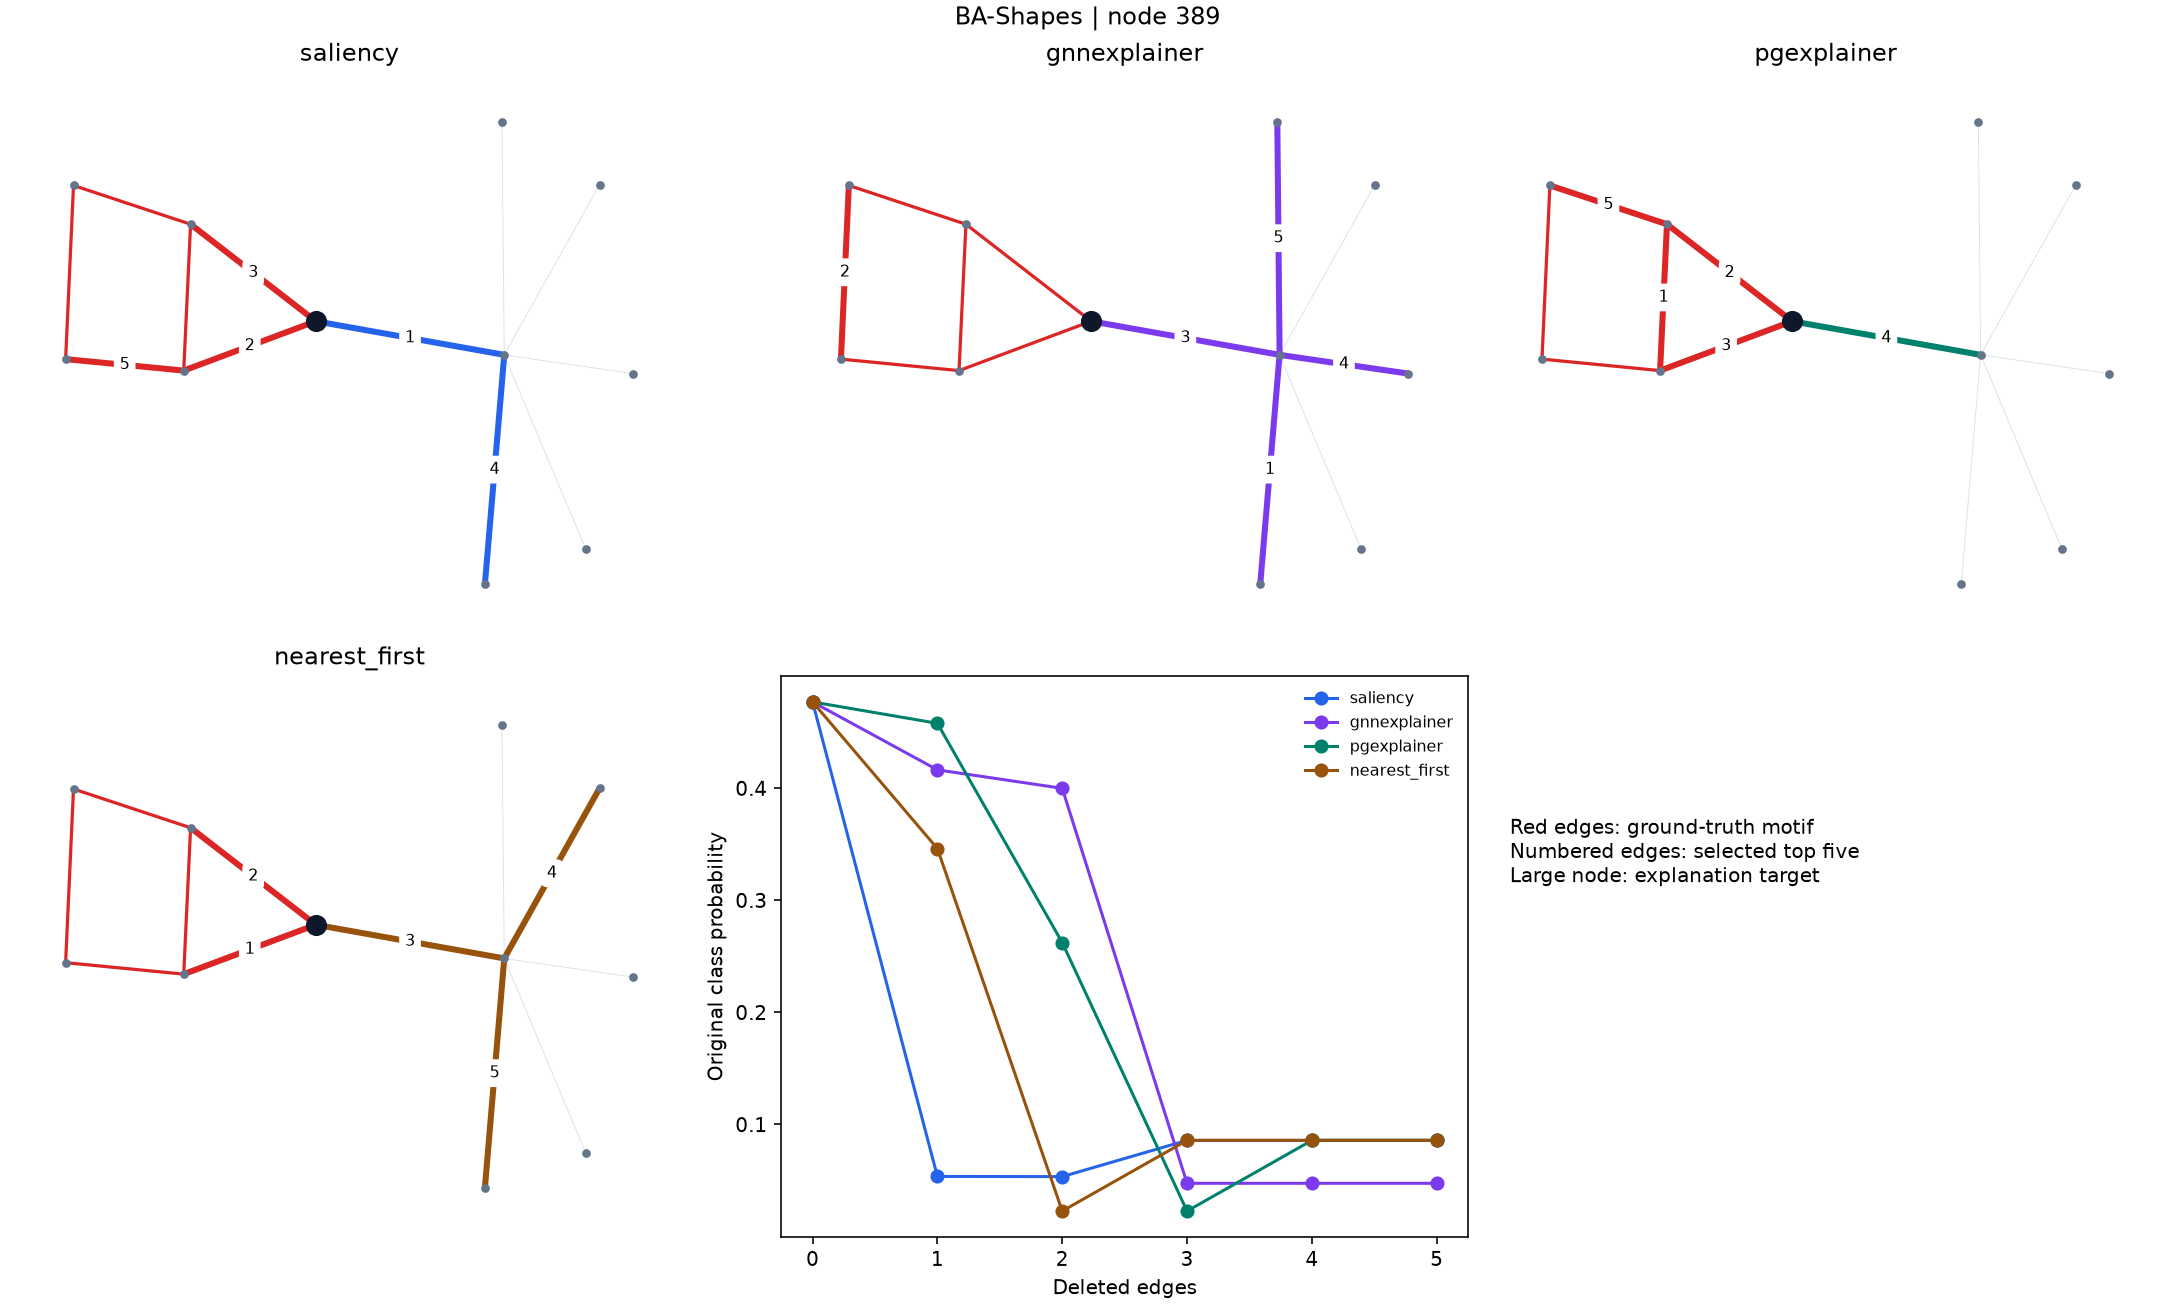 BA-Shapes | node 389
saliency
gnnexplainer
pgexplainer
3
1
2
5
4
5
2
3
4
1
5
2
1
3
4
nearest_first
4
2
3
1
5
saliency
gnnexplainer
pgexplainer
nearest_first
Original class probability
0.4
0.3
0.2
0.1
0 1 2 3 4 5
Deleted edges
Red edges: ground-truth motif
Numbered edges: selected top five
Large node: explanation target